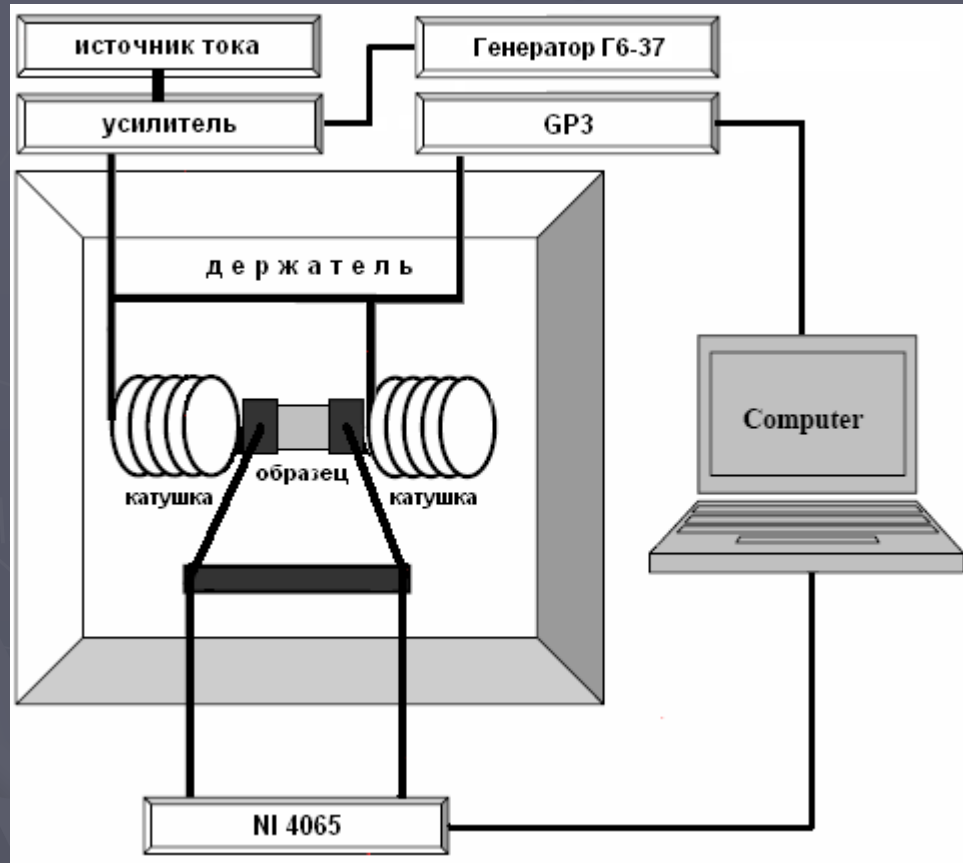 источник тока
Генератор Г6-37
усилитель
GP3
держатель
Computer
образец
катушка
катушка
NI 4065